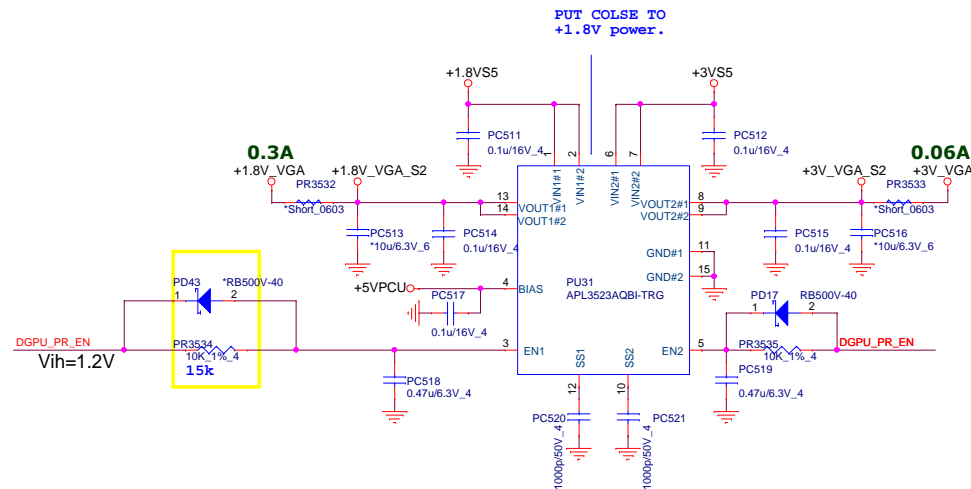 PUT COLSE TO
+1.8V power.
+1.8VS5
+3VS5
PC511
0.1u/16V_4
PC512
0.1u/16V_4
1
2
6
7
VIN1#1
VIN1#2
VIN2#1
VIN2#2
0.3A
+1.8V_VGA
+1.8V_VGA_S2
PR3532
*Short_0603
0.06A
+3V_VGA_S2
+3V_VGA
PR3533
*Short_0603
13
14
VOUT1#1
VOUT1#2
8
9
VOUT2#1
VOUT2#2
PC513
*10u/6.3V_6
PC514
0.1u/16V_4
PC515
0.1u/16V_4
PC516
*10u/6.3V_6
11
GND#1
15
GND#2
PU31
APL3523AQBI-TRG
+5VPCU
4
BIAS
PC517
0.1u/16V_4
PD43
*RB500V-40
1
2
PR3534
10K_1%_4
15k
DGPU_PR_EN
Vih=1.2V
3
EN1
5
EN2
PD17
RB500V-40
1
2
PR3535
10K_1%_4
DGPU_PR_EN
PC518
0.47u/6.3V_4
PC519
0.47u/6.3V_4
SS1
SS2
12
10
PC520
1000p/50V_4
PC521
1000p/50V_4